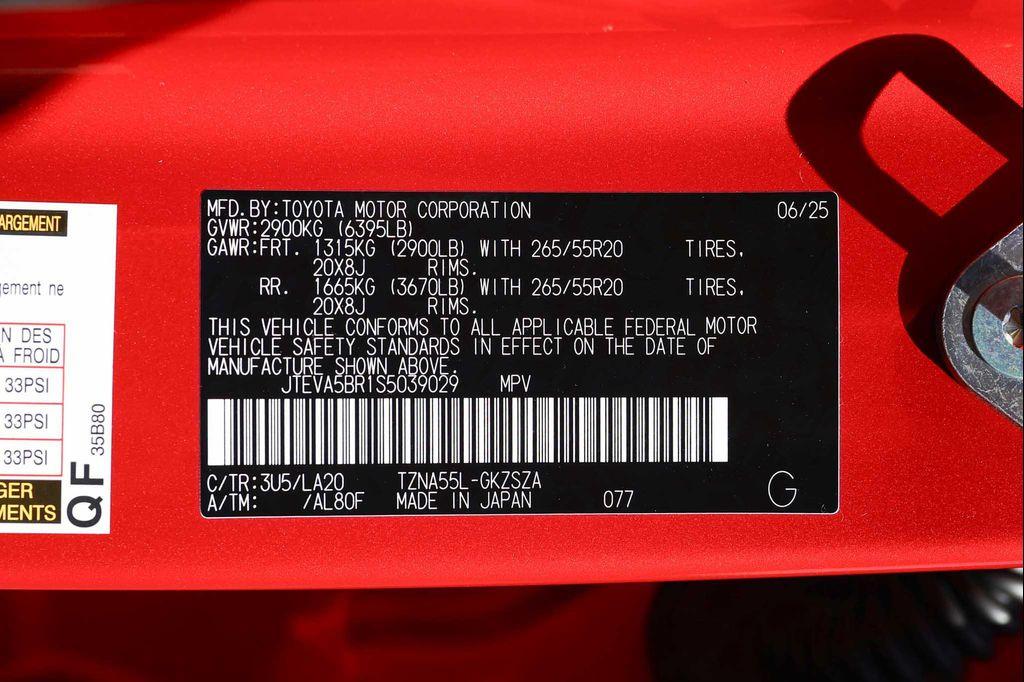 ARGEMENT
gement ne
N DES
A FROID
33PSI
33PSI
33PSI
GER
MENTS
QF 35B80
MFD. BY:TOYOTA MOTOR CORPORATION 06/25
GVWR:2900KG (6395LB)
GAWR:FRT. 1315KG (2900LB) WITH 265/55R20 TIRES,
20X8J RIMS.
RR. 1665KG (3670LB) WITH 265/55R20 TIRES,
20X8J RIMS.
THIS VEHICLE CONFORMS TO ALL APPLICABLE FEDERAL MOTOR
VEHICLE SAFETY STANDARDS IN EFFECT ON THE DATE OF
MANUFACTURE SHOWN ABOVE.
JTEVA5BR1S5039029 MPV
C/TR:3U5/LA20 TZNA55L-GKZSZA
A/TM: /AL80F MADE IN JAPAN 077 G